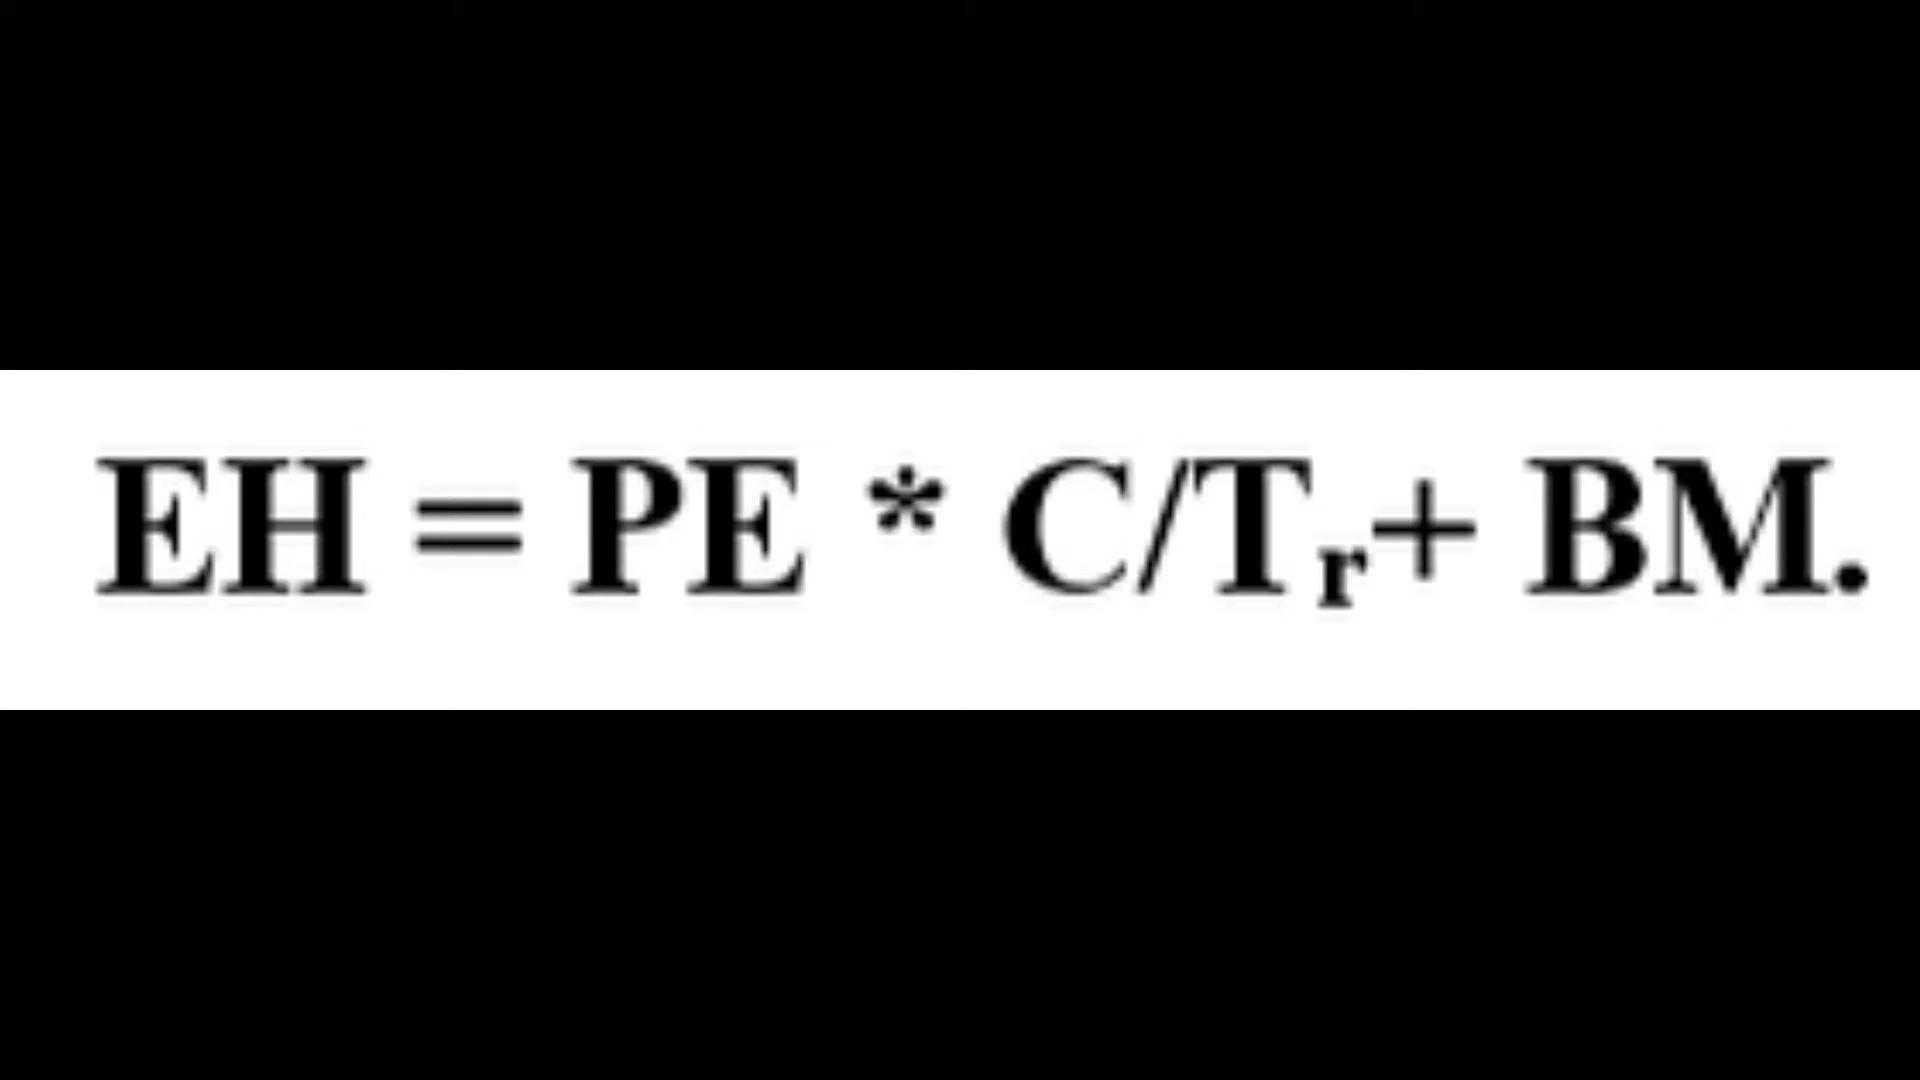 EH = PE * C/Tᵣ+ BM.